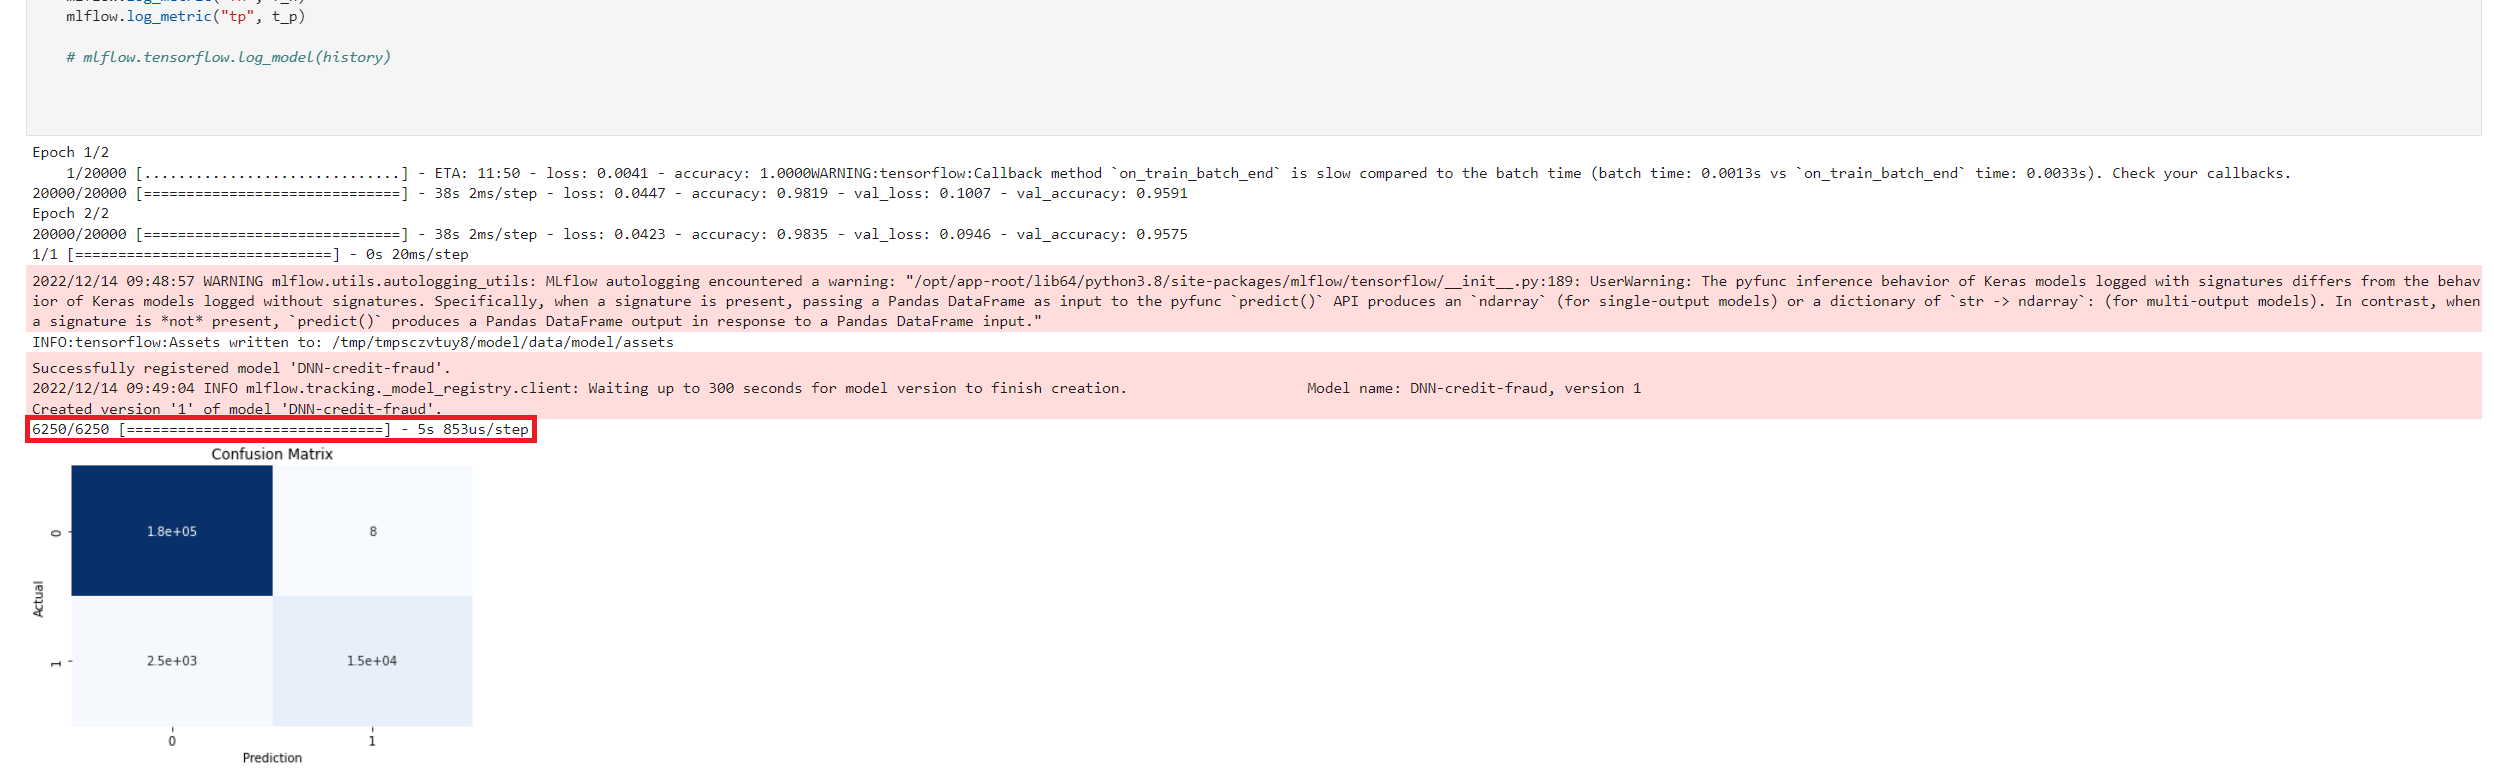 mlflow.log_metric("tp", t_p)
# mlflow.tensorflow.log_model(history)
Epoch 1/2
1/20000 [..............................] - ETA: 11:50 - loss: 0.0041 - accuracy: 1.0000WARNING:tensorflow:Callback method `on_train_batch_end` is slow compared to the batch time (batch time: 0.0013s vs `on_train_batch_end` time: 0.0033s). Check your callbacks.
20000/20000 [==============================] - 38s 2ms/step - loss: 0.0447 - accuracy: 0.9819 - val_loss: 0.1007 - val_accuracy: 0.9591
Epoch 2/2
20000/20000 [==============================] - 38s 2ms/step - loss: 0.0423 - accuracy: 0.9835 - val_loss: 0.0946 - val_accuracy: 0.9575
1/1 [==============================] - 0s 20ms/step
2022/12/14 09:48:57 WARNING mlflow.utils.autologging_utils: MLflow autologging encountered a warning: "/opt/app-root/lib64/python3.8/site-packages/mlflow/tensorflow/__init__.py:189: UserWarning: The pyfunc inference behavior of Keras models logged with signatures differs from the behav
ior of Keras models logged without signatures. Specifically, when a signature is present, passing a Pandas DataFrame as input to the pyfunc `predict()` API produces an `ndarray` (for single-output models) or a dictionary of `str -> ndarray`: (for multi-output models). In contrast, when
a signature is *not* present, `predict()` produces a Pandas DataFrame output in response to a Pandas DataFrame input."
INFO:tensorflow:Assets written to: /tmp/tmpsczvtuy8/model/data/model/assets
Successfully registered model 'DNN-credit-fraud'.
2022/12/14 09:49:04 INFO mlflow.tracking._model_registry.client: Waiting up to 300 seconds for model version to finish creation. Model name: DNN-credit-fraud, version 1
Created version '1' of model 'DNN-credit-fraud'.
6250/6250 [==============================] - 5s 853us/step
Confusion Matrix
0
1.8e+05
8
Actual
1
2.5e+03
1.5e+04
0
1
Prediction